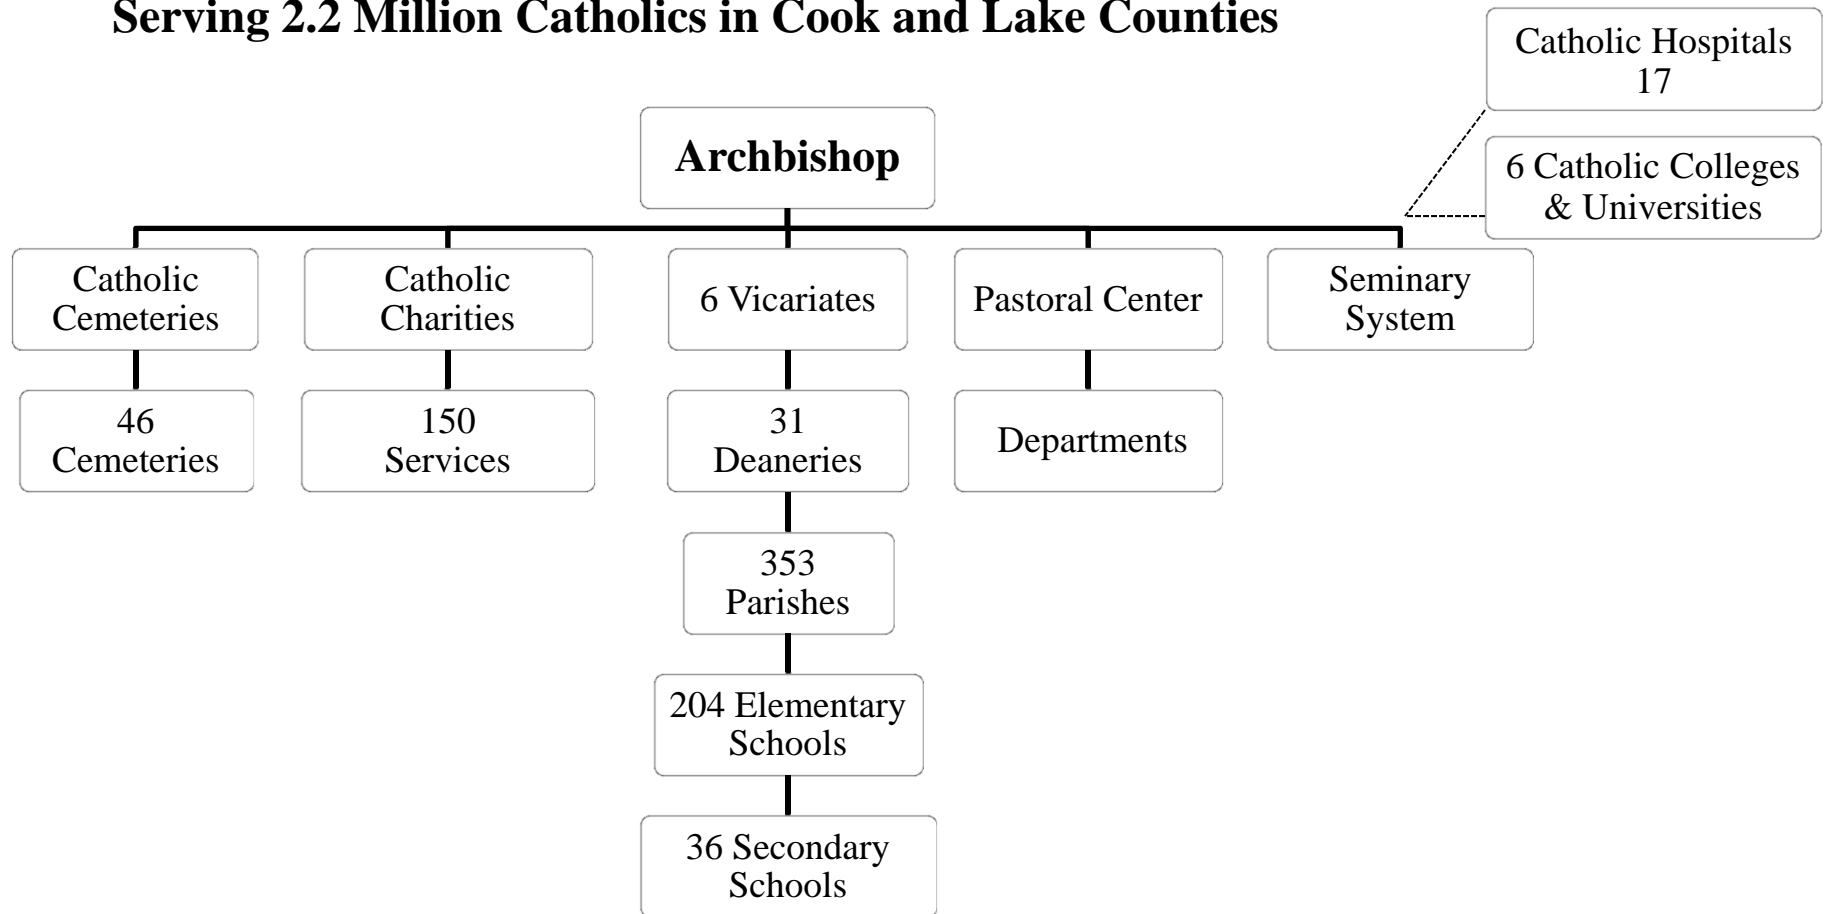 Serving 2.2 Million Catholics in Cook and Lake Counties
Catholic Hospitals
17
6 Catholic Colleges
& Universities
Archbishop
Catholic
Cemeteries
Catholic
Charities
6 Vicariates
Pastoral Center
Seminary
System
46
Cemeteries
150
Services
31
Deaneries
Departments
353
Parishes
204 Elementary
Schools
36 Secondary
Schools